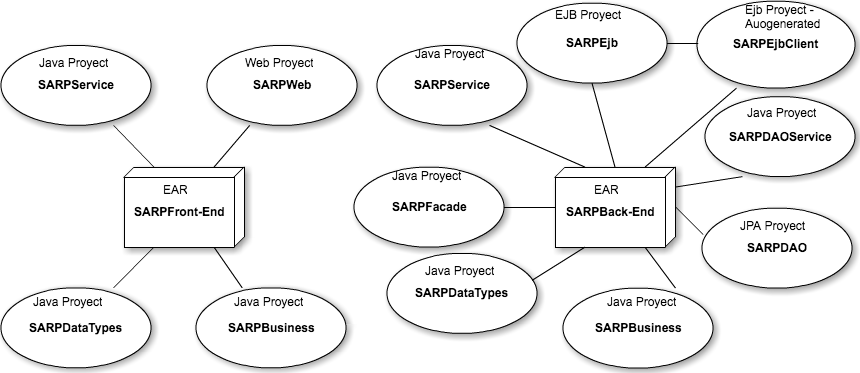 Java Proyect
SARPService
Web Proyect
SARPWeb
EAR
SARPFront-End
Java Proyect
SARPDataTypes
Java Proyect
SARPBusiness
EJB Proyect
SARPEjb
Ejb Proyect -
Auogenerated
SARPEjbClient
Java Proyect
SARPService
Java Proyect
SARPDAOService
Java Proyect
SARPFacade
EAR
SARPBack-End
JPA Proyect
SARPDAO
Java Proyect
SARPDataTypes
Java Proyect
SARPBusiness